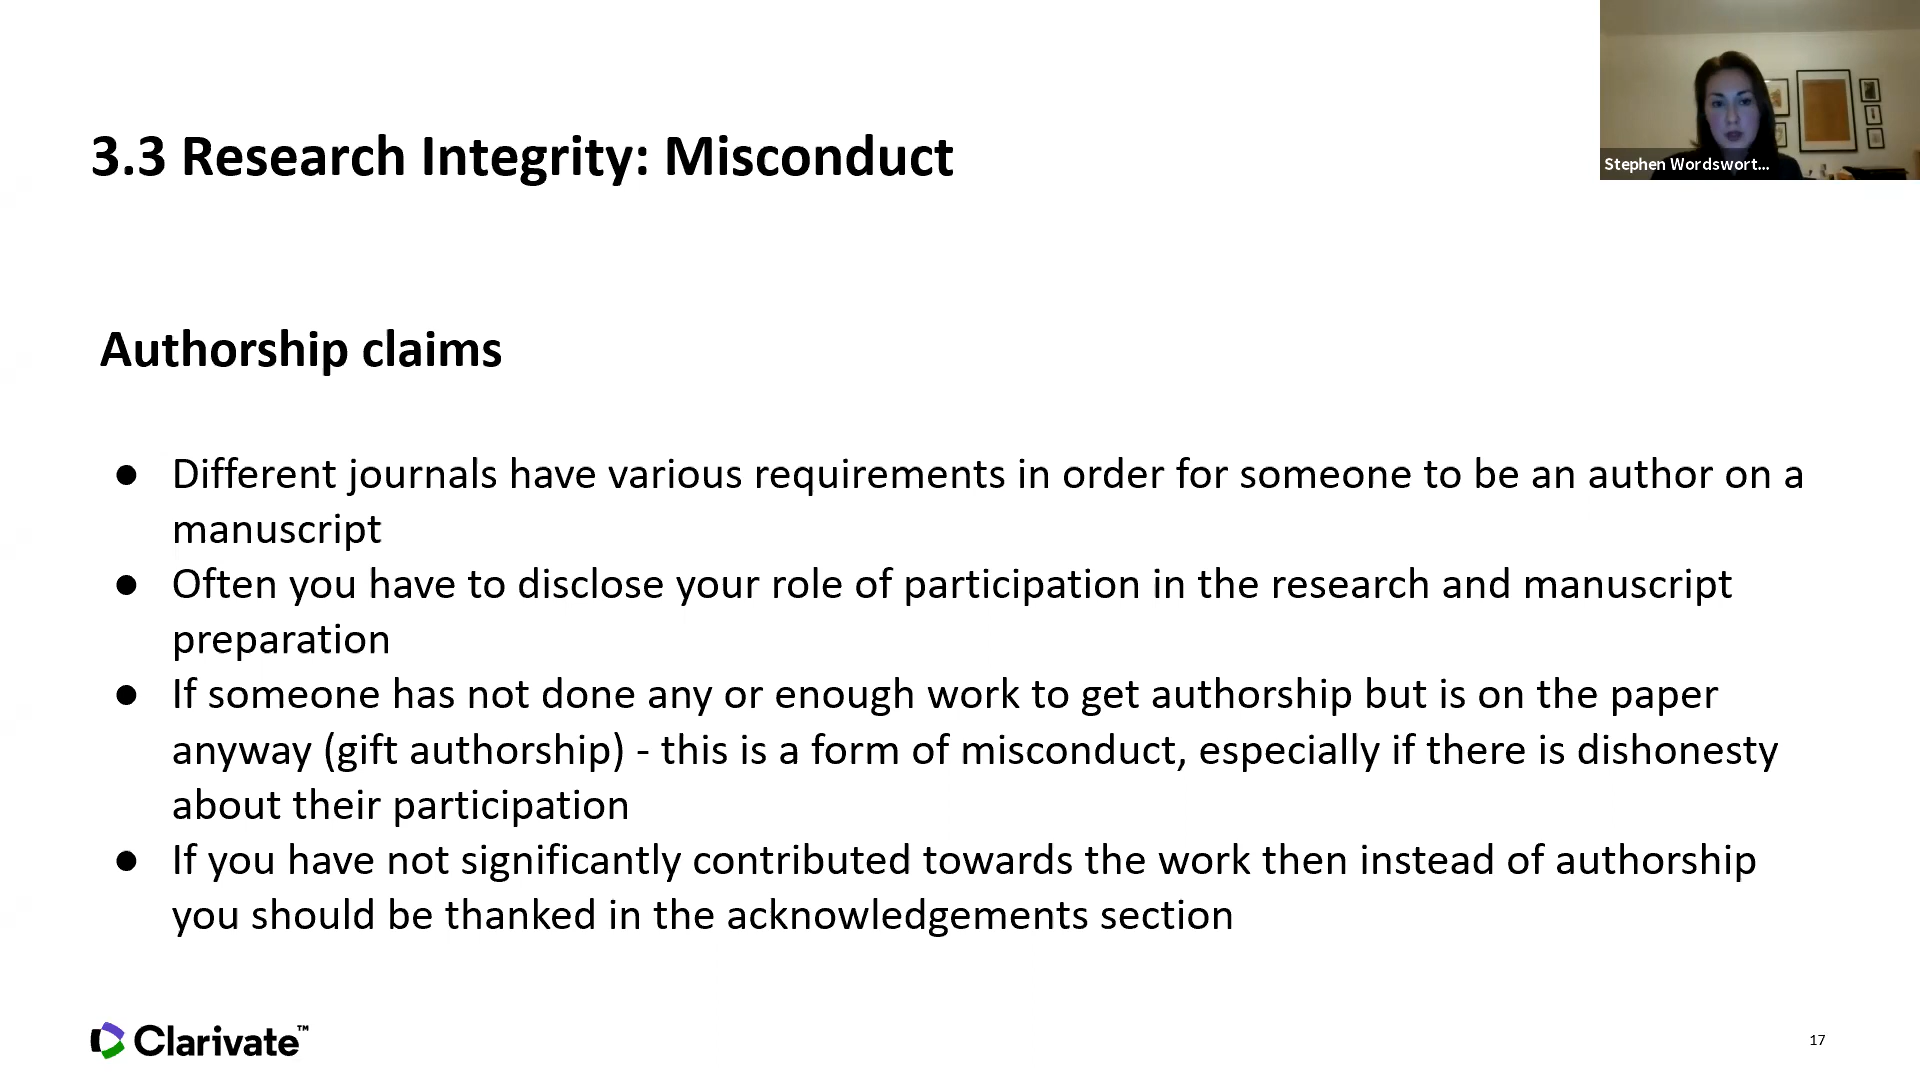 Stephen Wordswort...
3.3 Research Integrity: Misconduct
Authorship claims
● Different journals have various requirements in order for someone to be an author on a
manuscript
● Often you have to disclose your role of participation in the research and manuscript
preparation
● If someone has not done any or enough work to get authorship but is on the paper
anyway (gift authorship) - this is a form of misconduct, especially if there is dishonesty
about their participation
● If you have not significantly contributed towards the work then instead of authorship
you should be thanked in the acknowledgements section
Clarivate™
17